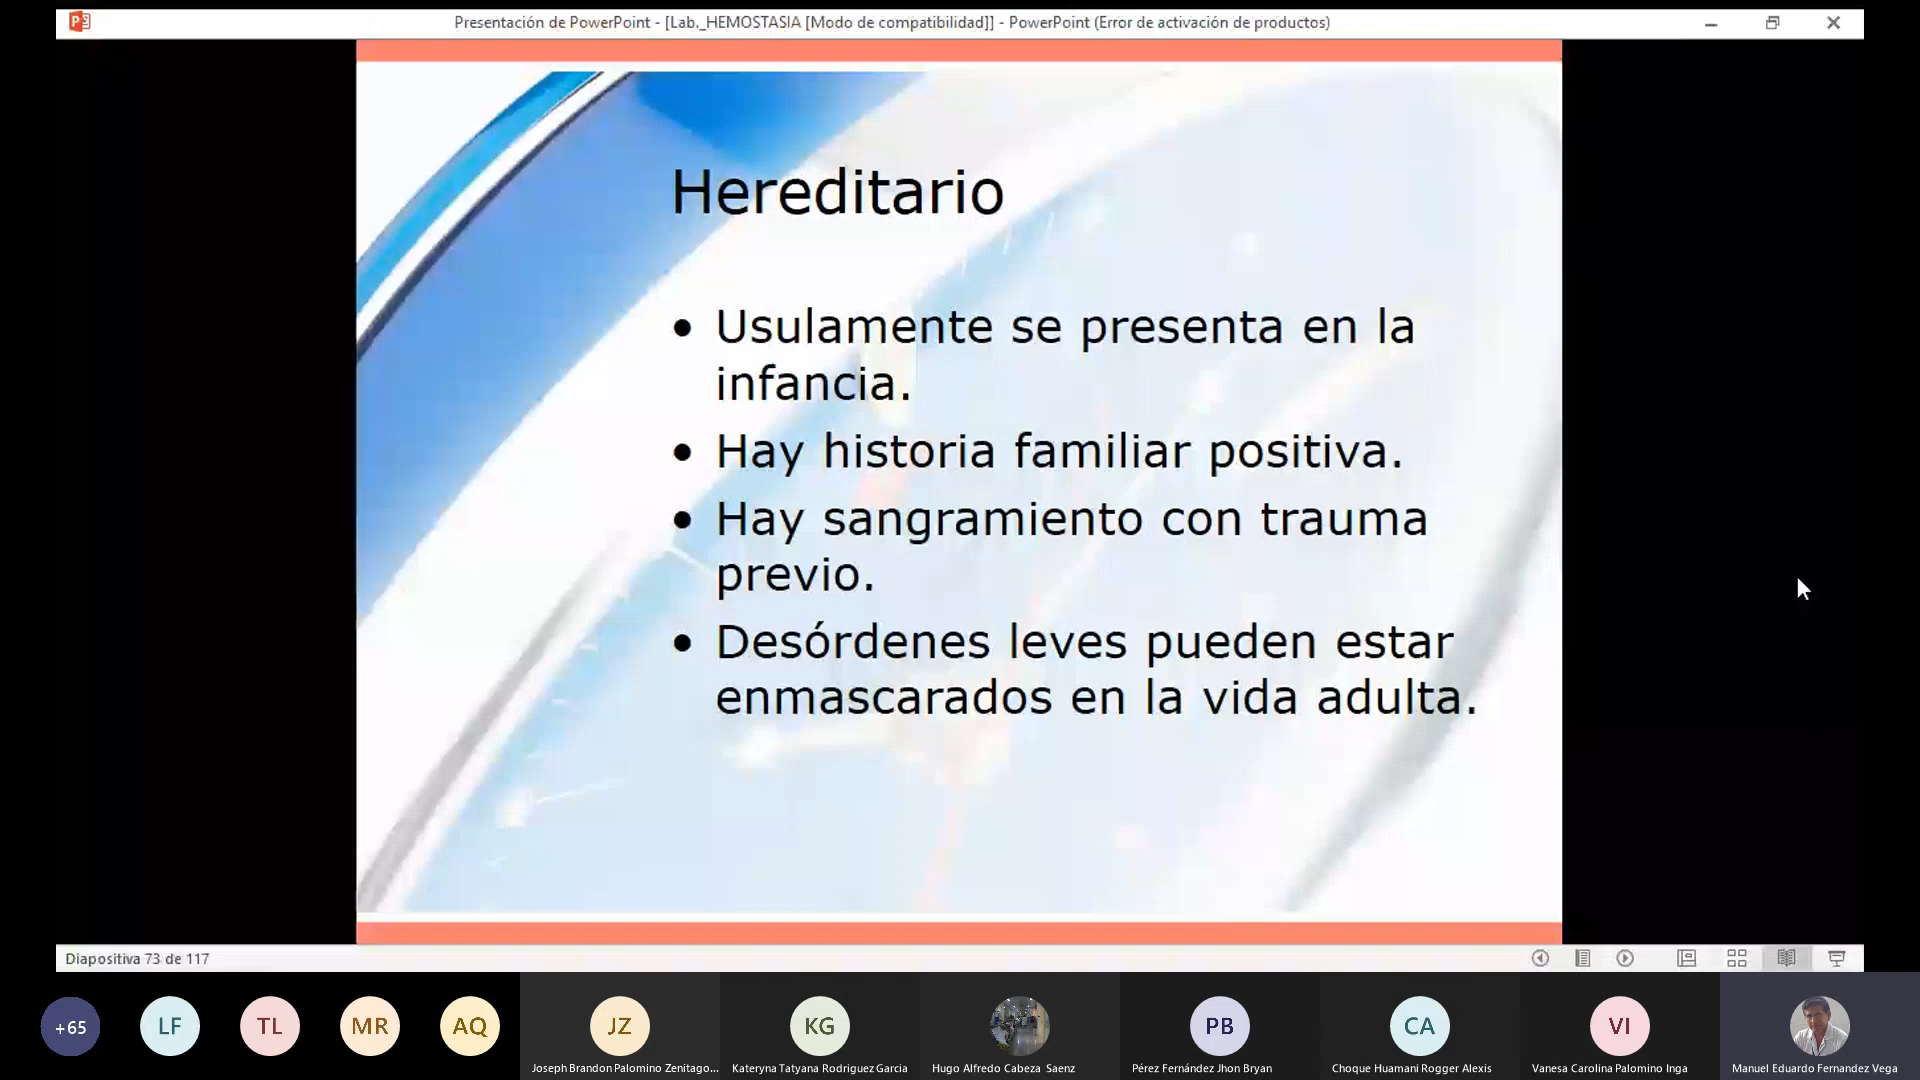 Presentación de PowerPoint - [Lab._HEMOSTASIA [Modo de compatibilidad]] - PowerPoint (Error de activación de productos)
Hereditario
• Usulamente se presenta en la
infancia.
• Hay historia familiar positiva.
• Hay sangramiento con trauma
previo.
• Desórdenes leves pueden estar
enmascarados en la vida adulta.
Diapositiva 73 de 117
+65
LF
TL
MR
AQ
JZ
KG
PB
CA
VI
Joseph Brandon Palomino Zenitago...
Kateryna Tatyana Rodriguez Garcia
Hugo Alfredo Cabeza Saenz
Pérez Fernández Jhon Bryan
Choque Huamani Rogger Alexis
Vanesa Carolina Palomino Inga
Manuel Eduardo Fernandez Vega